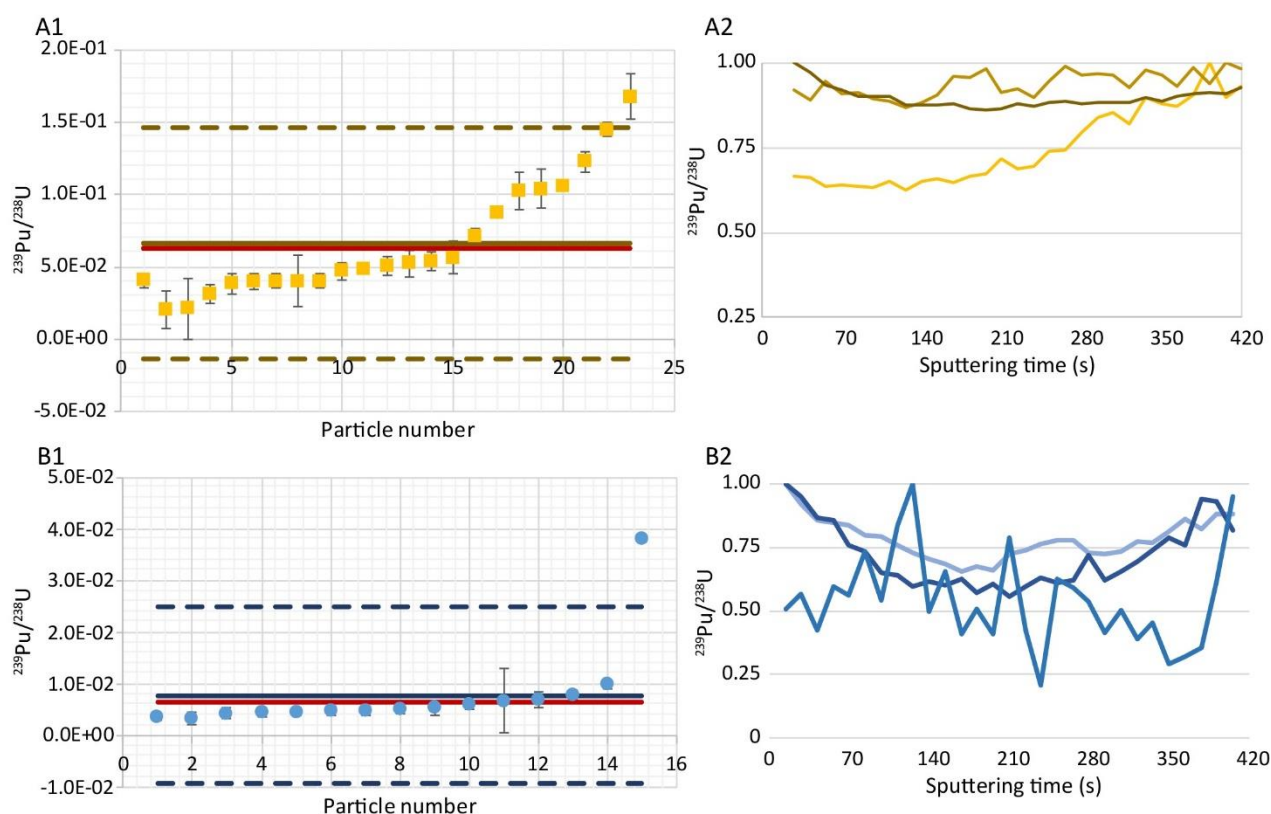 A1
2.0E-01
1.5E-01
1.0E-01
5.0E-02
0.0E+00
-5.0E-02
0 5 10 15 20 25
²³⁹Pu/²³⁸U
Particle number
A2
1.00
0.75
0.50
0.25
0 70 140 210 280 350 420
²³⁹Pu/²³⁸U
Sputtering time (s)
B1
5.0E-02
4.0E-02
3.0E-02
2.0E-02
1.0E-02
0.0E+00
-1.0E-02
0 2 4 6 8 10 12 14 16
²³⁹Pu/²³⁸U
Particle number
B2
1.00
0.75
0.50
0.25
0
0 70 140 210 280 350 420
²³⁹Pu/²³⁸U
Sputtering time (s)